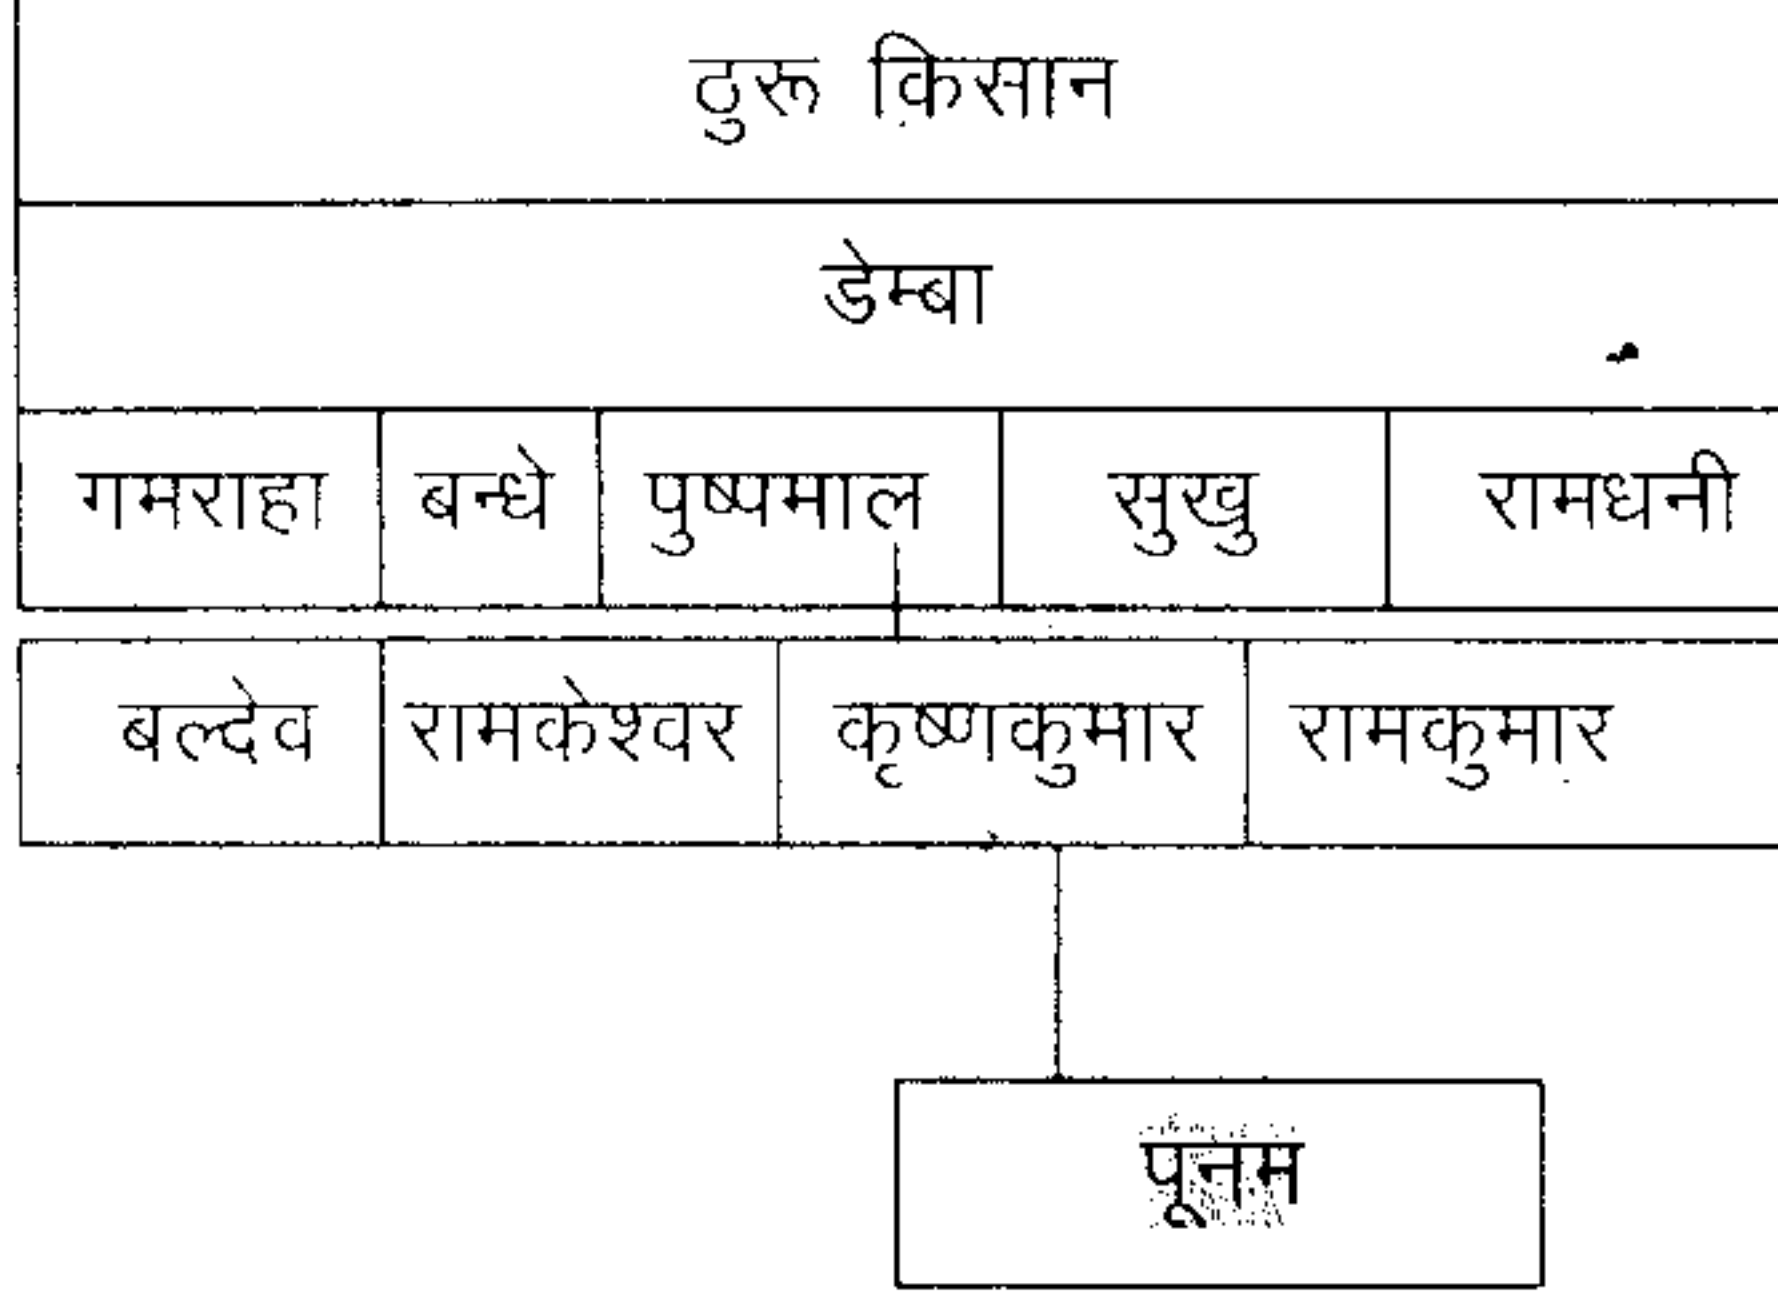 ठुरू किसान
डेम्बा
गमराहा बन्धे पुष्पमाल सुखु रामधनी
बल्देव रामकेश्वर कृष्णकुमार रामकुमार
पूनम